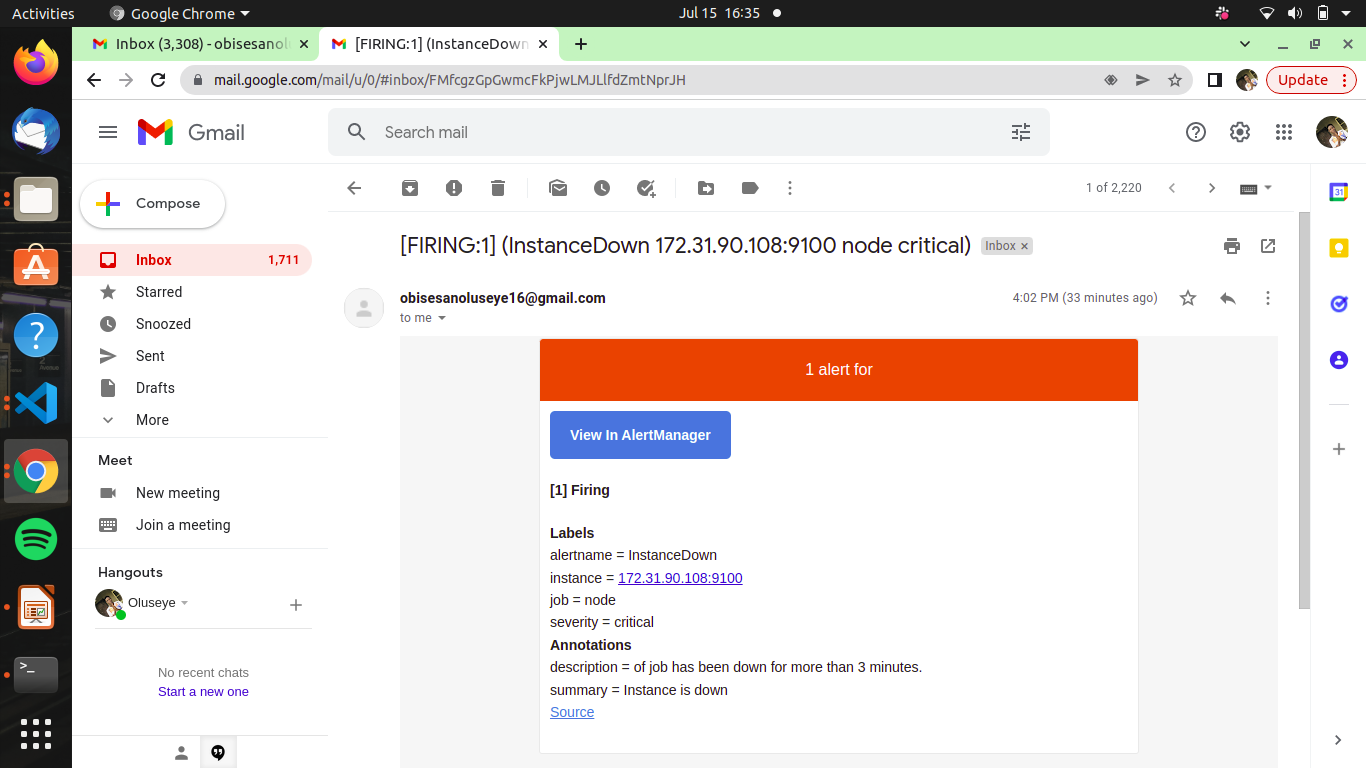 Activities
Google Chrome
Jul 15 16:35
Inbox (3,308) - obisesanol
[FIRING:1] (InstanceDown
mail.google.com/mail/u/0/#inbox/FMfcgzGpGwmcFkPjwLMJLlfdZmtNprJH
Update
Gmail
Search mail
Compose
1 of 2,220
Inbox 1,711
Starred
Snoozed
Sent
Drafts
More
Meet
New meeting
Join a meeting
Hangouts
Oluseye
No recent chats
Start a new one
[FIRING:1] (InstanceDown 172.31.90.108:9100 node critical)
Inbox
obisesanoluseye16@gmail.com
4:02 PM (33 minutes ago)
to me
1 alert for
View In AlertManager
[1] Firing
Labels
alertname = InstanceDown
instance = 172.31.90.108:9100
job = node
severity = critical
Annotations
description = of job has been down for more than 3 minutes.
summary = Instance is down
Source
31